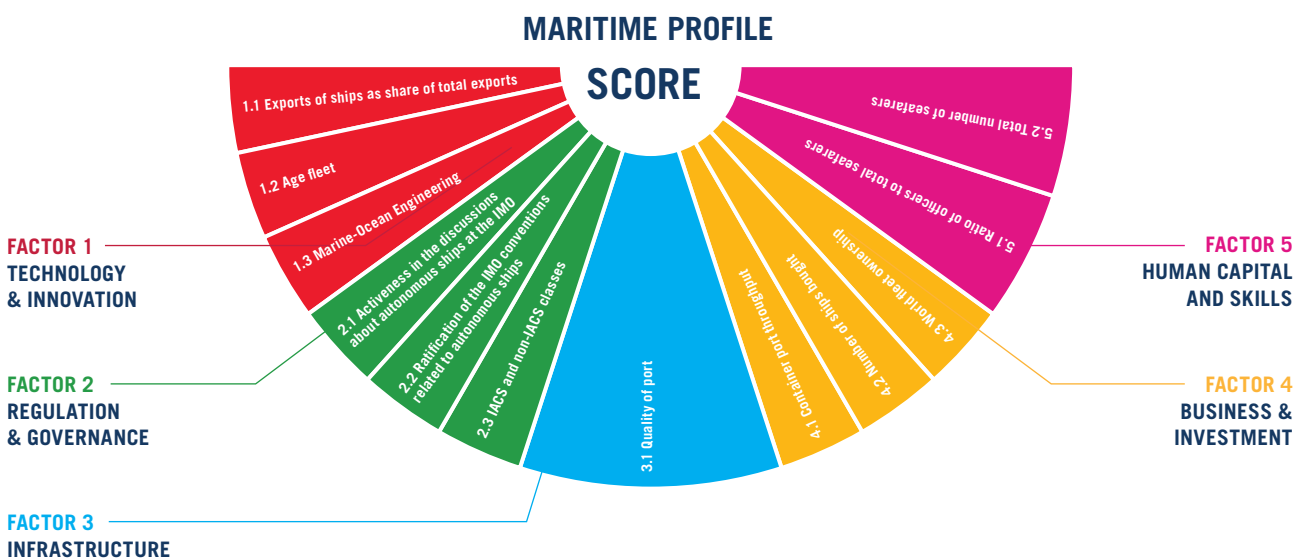 MARITIME PROFILE
SCORE
1.1 Exports of ships as share of total exports
1.2 Age fleet
1.3 Marine-Ocean Engineering
2.1 Activeness in the discussions
about autonomous ships at the IMO
2.2 Ratification of the IMO conventions
related to autonomous ships
2.3 IACS and non-IACS classes
3.1 Quality of port
4.1 Container port throughput
4.2 Number of ships bought
4.3 World fleet ownership
5.1 Ratio of officers to total seafarers
5.2 Total number of seafarers
FACTOR 1
TECHNOLOGY
& INNOVATION
FACTOR 2
REGULATION
& GOVERNANCE
FACTOR 3
INFRASTRUCTURE
FACTOR 4
BUSINESS &
INVESTMENT
FACTOR 5
HUMAN CAPITAL
AND SKILLS